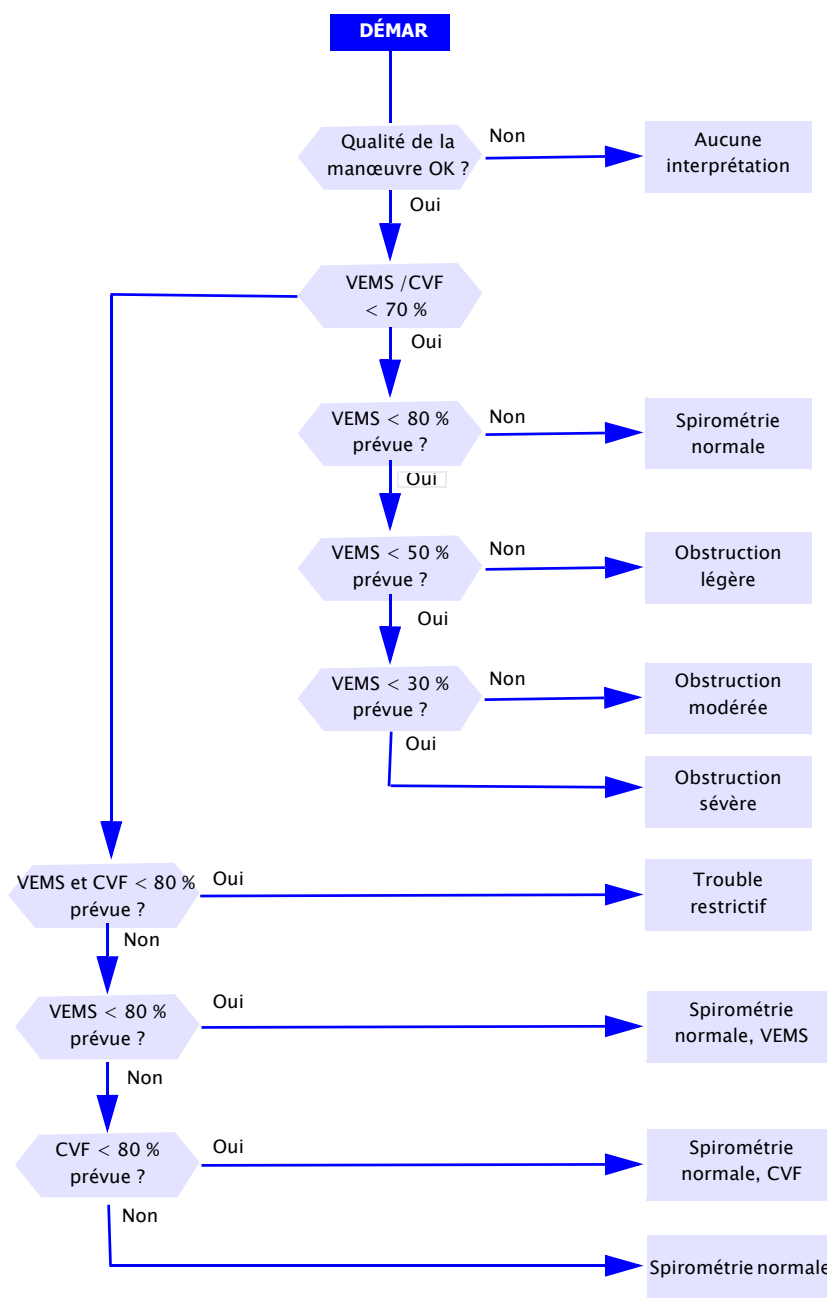 DÉMAR
Qualité de la
manœuvre OK ?
Non
Aucune
interprétation
Oui
VEMS /CVF
< 70 %
Oui
VEMS < 80 %
prévue ?
Non
Spirométrie
normale
Oui
VEMS < 50 %
prévue ?
Non
Obstruction
légère
Oui
VEMS < 30 %
prévue ?
Non
Obstruction
modérée
Oui
Obstruction
sévère
VEMS et CVF < 80 %
prévue ?
Oui
Trouble
restrictif
Non
VEMS < 80 %
prévue ?
Oui
Spirométrie
normale, VEMS
Non
CVF < 80 %
prévue ?
Oui
Spirométrie
normale, CVF
Non
Spirométrie normale